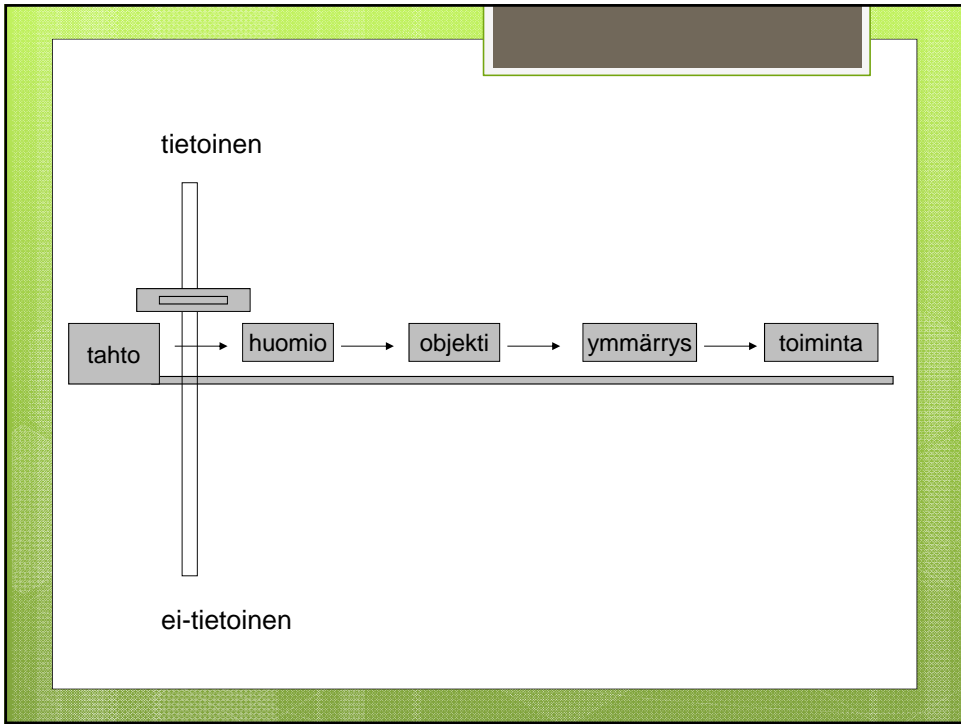 tietoinen
tahto huomio objekti ymmärrys toiminta
ei-tietoinen